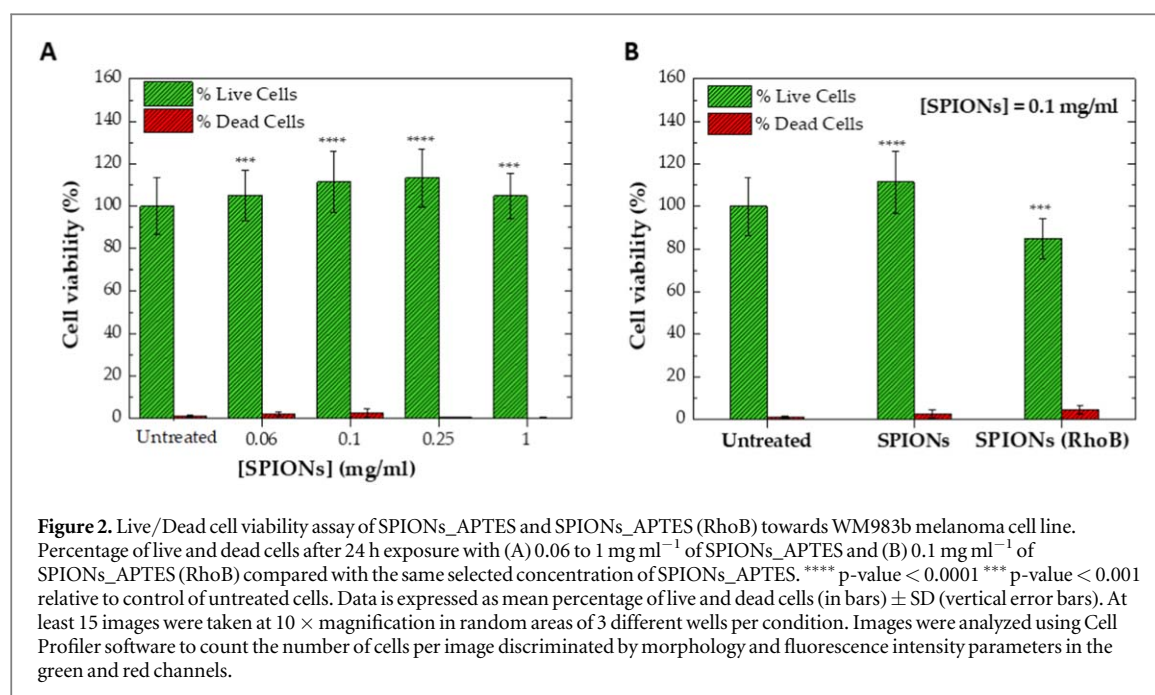 A
160
140
120
100
80
60
40
20
0
Cell viability (%)
% Live Cells
% Dead Cells
***
****
****
***
Untreated
0.06
0.1
0.25
1
[SPIONs] (mg/ml)
B
160
140
120
100
80
60
40
20
0
Cell viability (%)
% Live Cells
% Dead Cells
[SPIONs] = 0.1 mg/ml
****
***
Untreated
SPIONs
SPIONs (RhoB)
Figure 2. Live/Dead cell viability assay of SPIONs_APTES and SPIONs_APTES (RhoB) towards WM983b melanoma cell line.
Percentage of live and dead cells after 24 h exposure with (A) 0.06 to 1 mg ml⁻¹ of SPIONs_APTES and (B) 0.1 mg ml⁻¹ of
SPIONs_APTES (RhoB) compared with the same selected concentration of SPIONs_APTES. **** p-value < 0.0001 *** p-value < 0.001
relative to control of untreated cells. Data is expressed as mean percentage of live and dead cells (in bars) ± SD (vertical error bars). At
least 15 images were taken at 10 × magnification in random areas of 3 different wells per condition. Images were analyzed using Cell
Profiler software to count the number of cells per image discriminated by morphology and fluorescence intensity parameters in the
green and red channels.